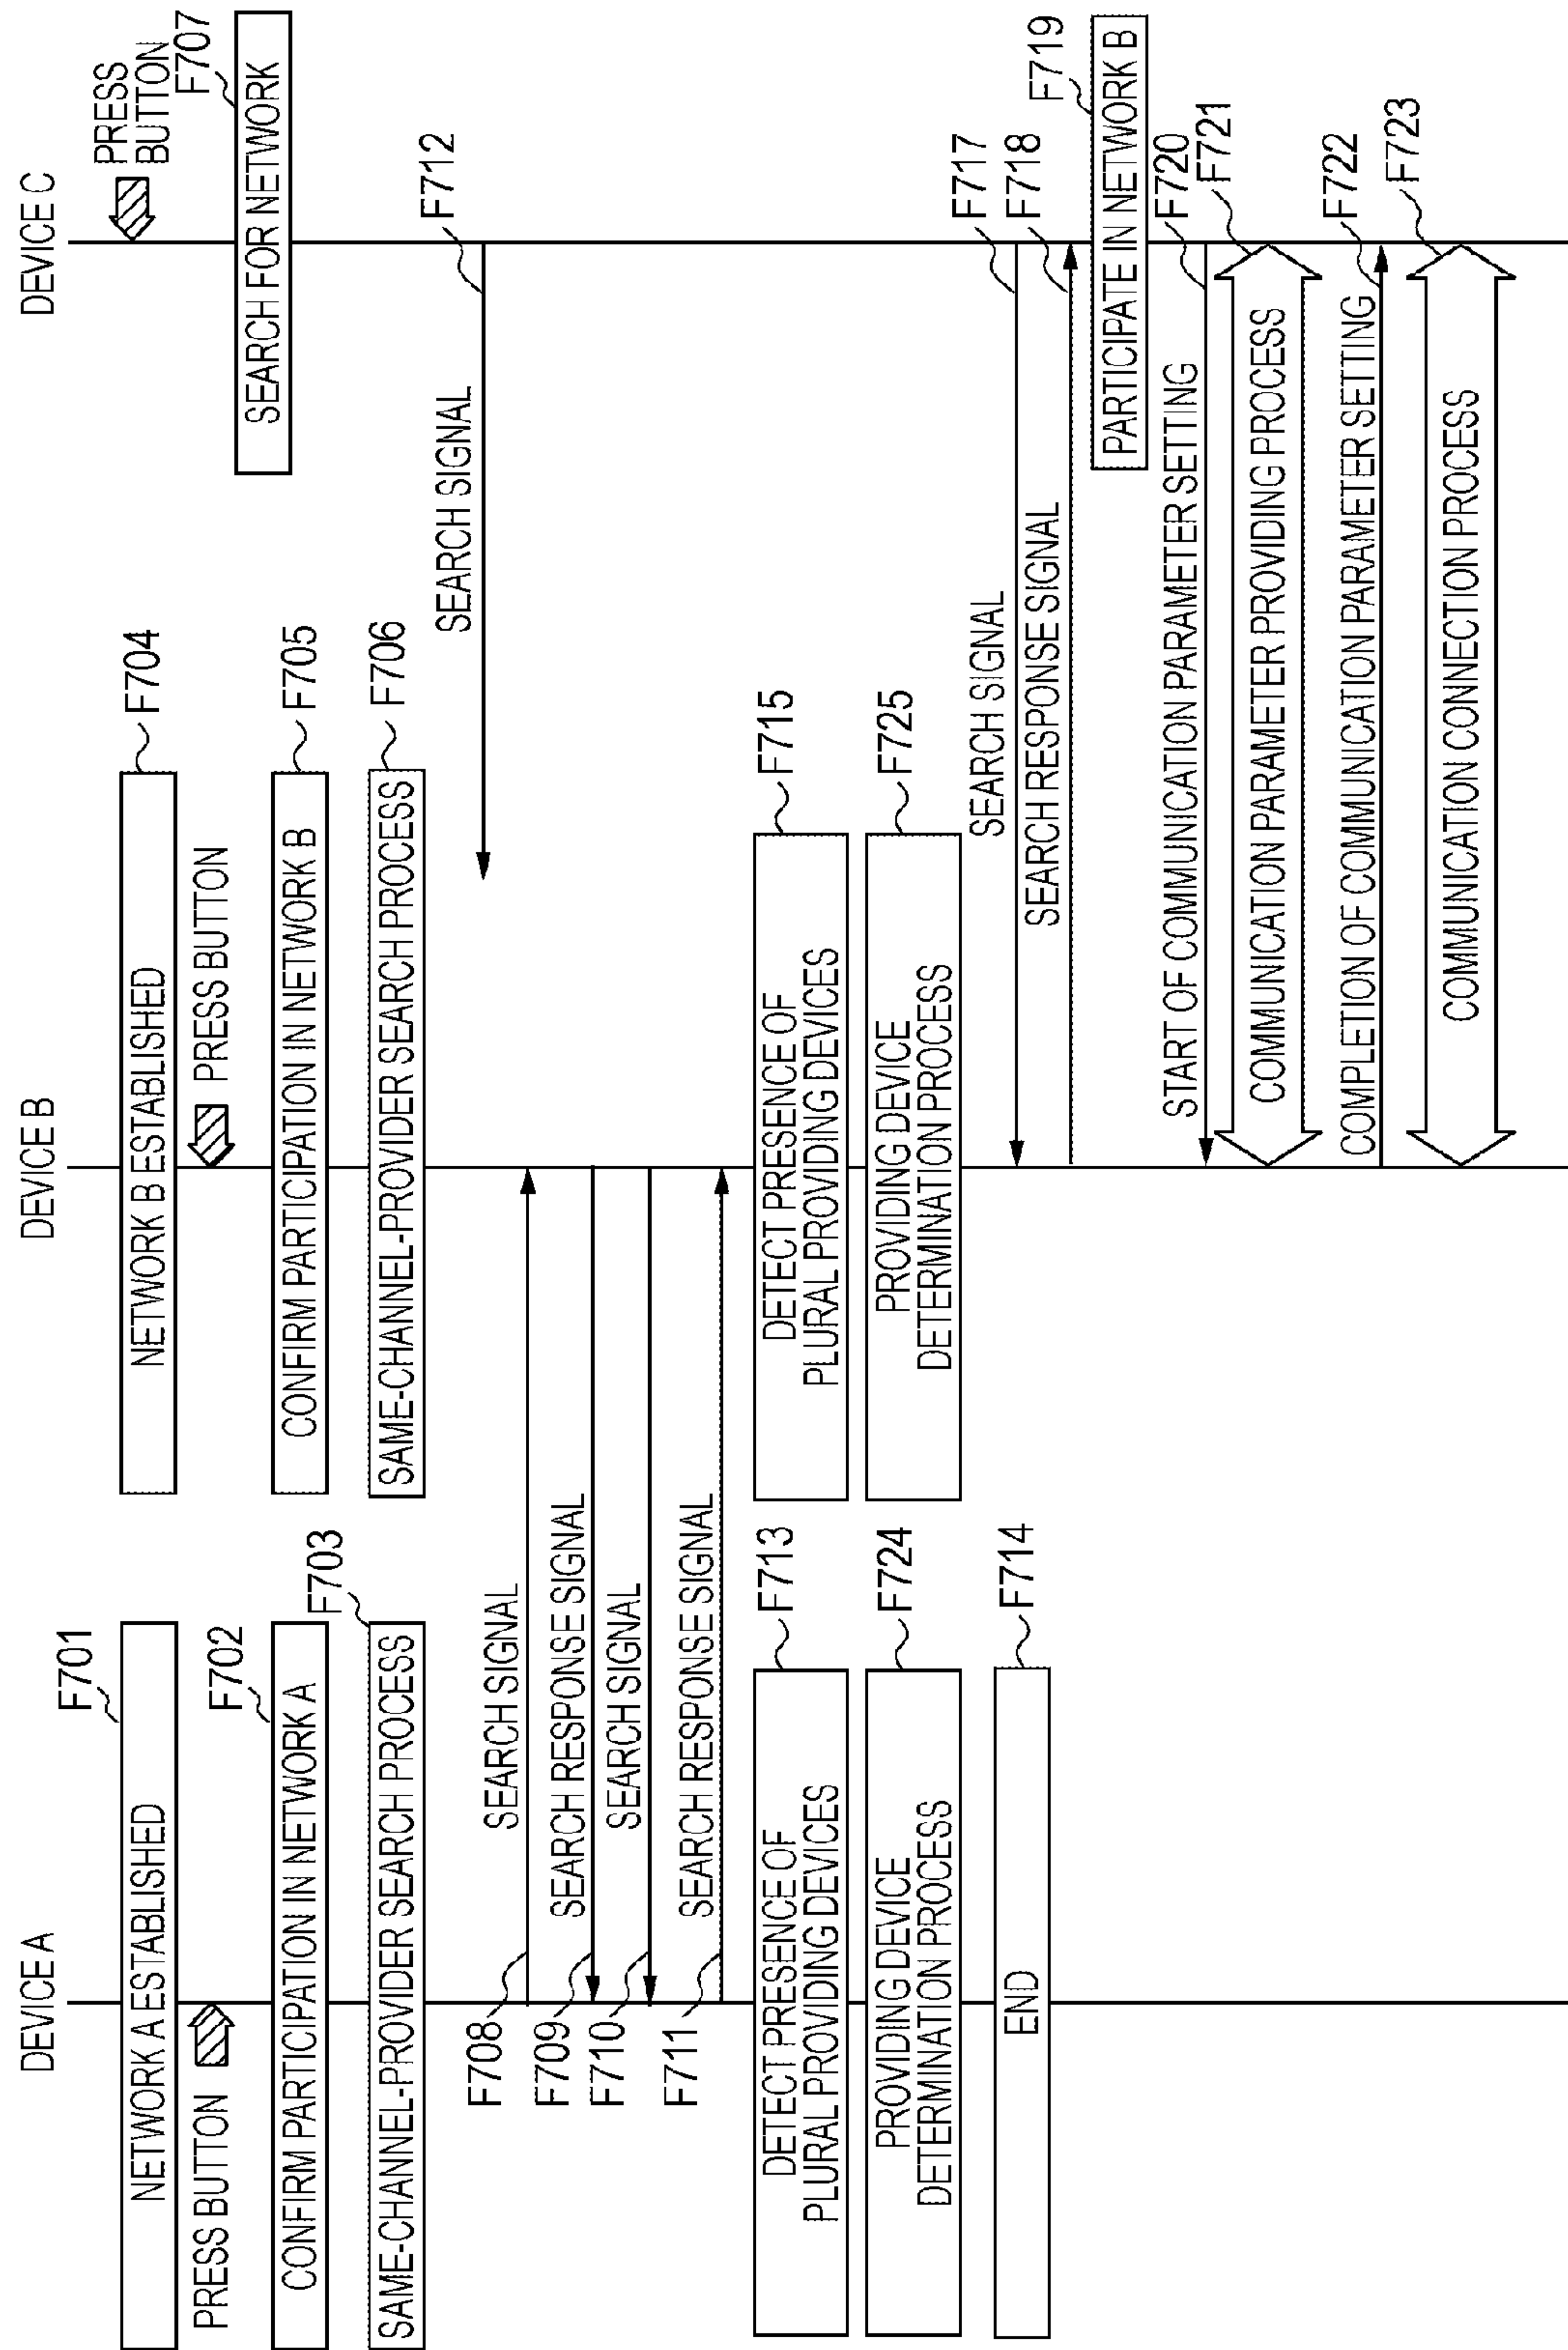 DEVICE A
DEVICE B
DEVICE C
PRESS
BUTTON
F707
SEARCH FOR NETWORK
F701
NETWORK A ESTABLISHED
F704
NETWORK B ESTABLISHED
PRESS BUTTON
PRESS BUTTON
F702
CONFIRM PARTICIPATION IN NETWORK A
F705
CONFIRM PARTICIPATION IN NETWORK B
F703
SAME-CHANNEL-PROVIDER SEARCH PROCESS
F706
SAME-CHANNEL-PROVIDER SEARCH PROCESS
F712
SEARCH SIGNAL
F708
SEARCH SIGNAL
F709
SEARCH RESPONSE SIGNAL
F710
SEARCH SIGNAL
F711
SEARCH RESPONSE SIGNAL
F713
DETECT PRESENCE OF
PLURAL PROVIDING DEVICES
F715
DETECT PRESENCE OF
PLURAL PROVIDING DEVICES
F724
PROVIDING DEVICE
DETERMINATION PROCESS
F725
PROVIDING DEVICE
DETERMINATION PROCESS
F714
END
F717
SEARCH SIGNAL
F718
SEARCH RESPONSE SIGNAL
F719
PARTICIPATE IN NETWORK B
F720
START OF COMMUNICATION PARAMETER SETTING
F721
COMMUNICATION PARAMETER PROVIDING PROCESS
F722
COMPLETION OF COMMUNICATION PARAMETER SETTING
F723
COMMUNICATION CONNECTION PROCESS